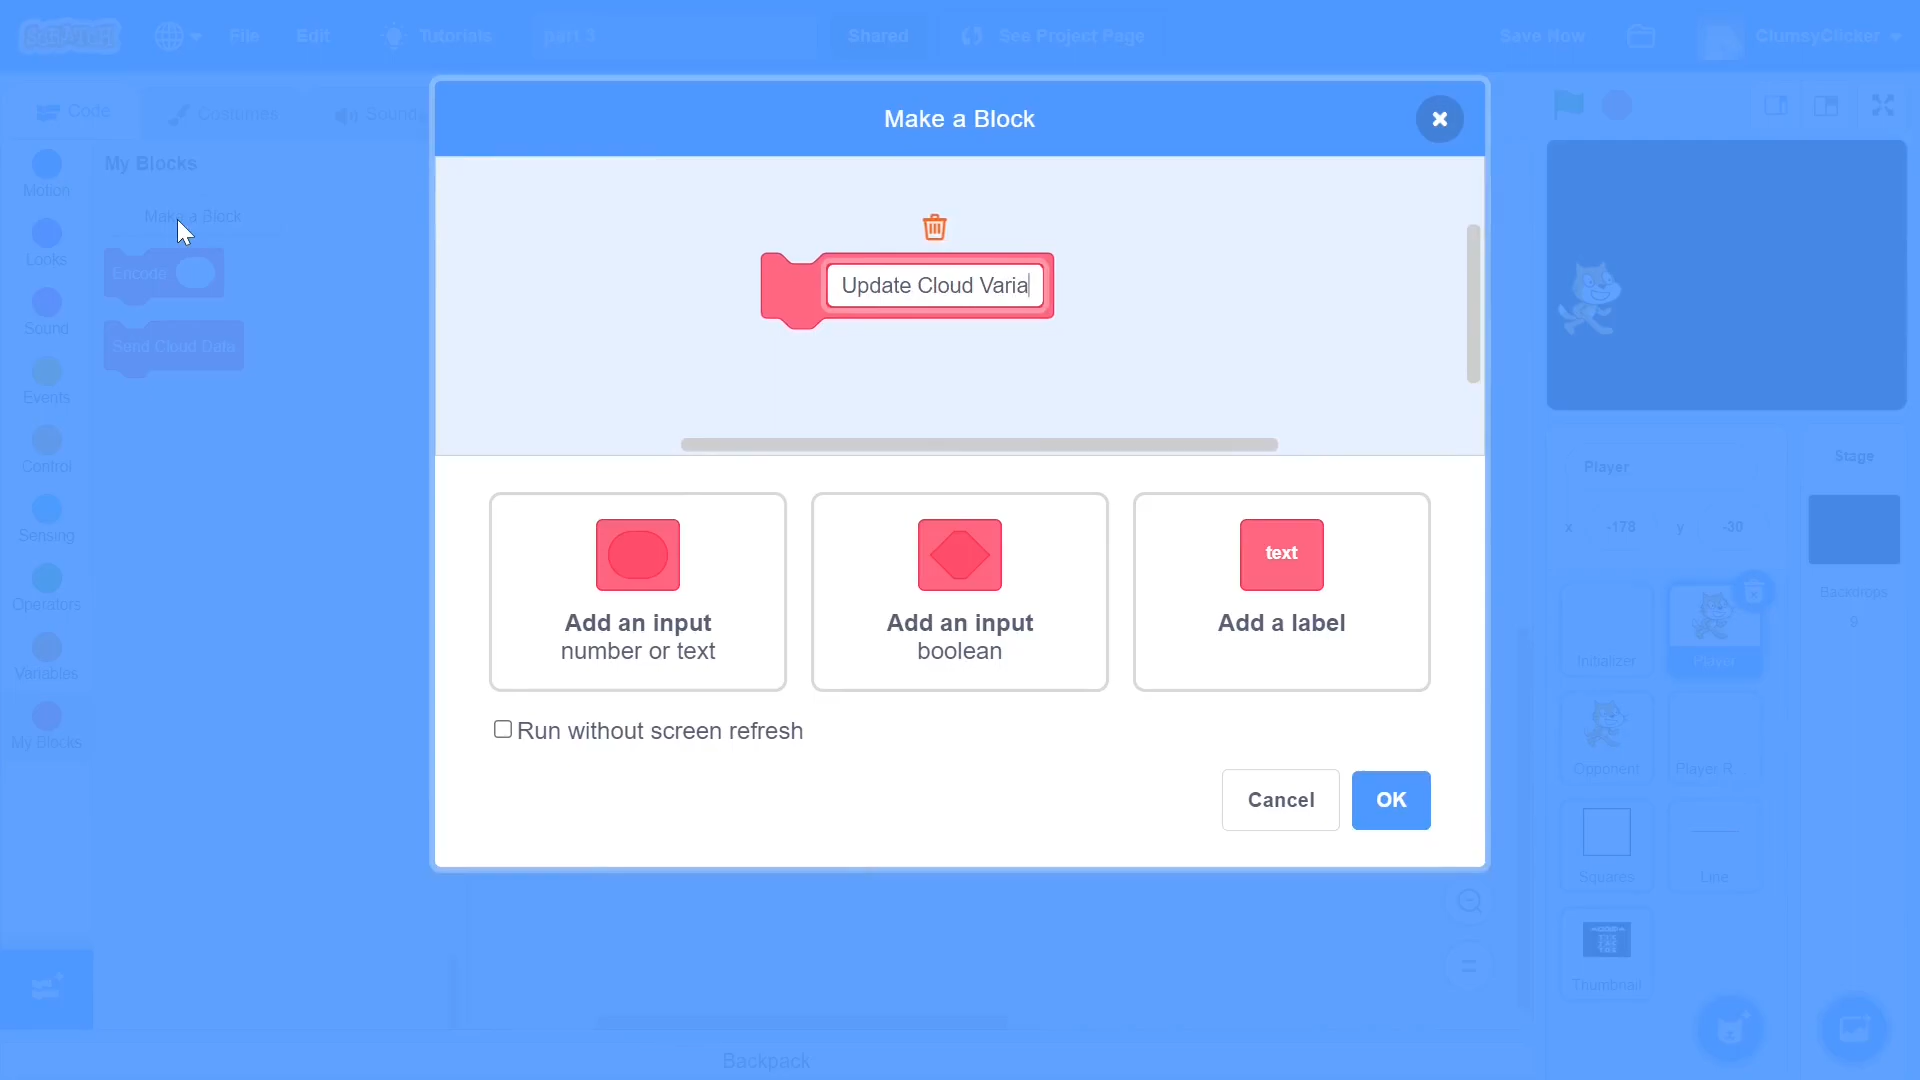 SCRATCH
File
Edit
Tutorials
part 3
Shared
See Project Page
Save Now
ClumsyClicker
Code
Costumes
Sound
Make a Block
My Blocks
Make a Block
Encode
Send Cloud Data
Motion
Looks
Sound
Events
Control
Sensing
Operators
Variables
My Blocks
Update Cloud Varia
text
Add an input
number or text
Add an input
boolean
Add a label
Run without screen refresh
Cancel
OK
Player
x
-178
y
-30
Stage
Backdrops
9
Initializer
Player
Opponent
Player R
Squares
Line
Thumbnail
Backpack